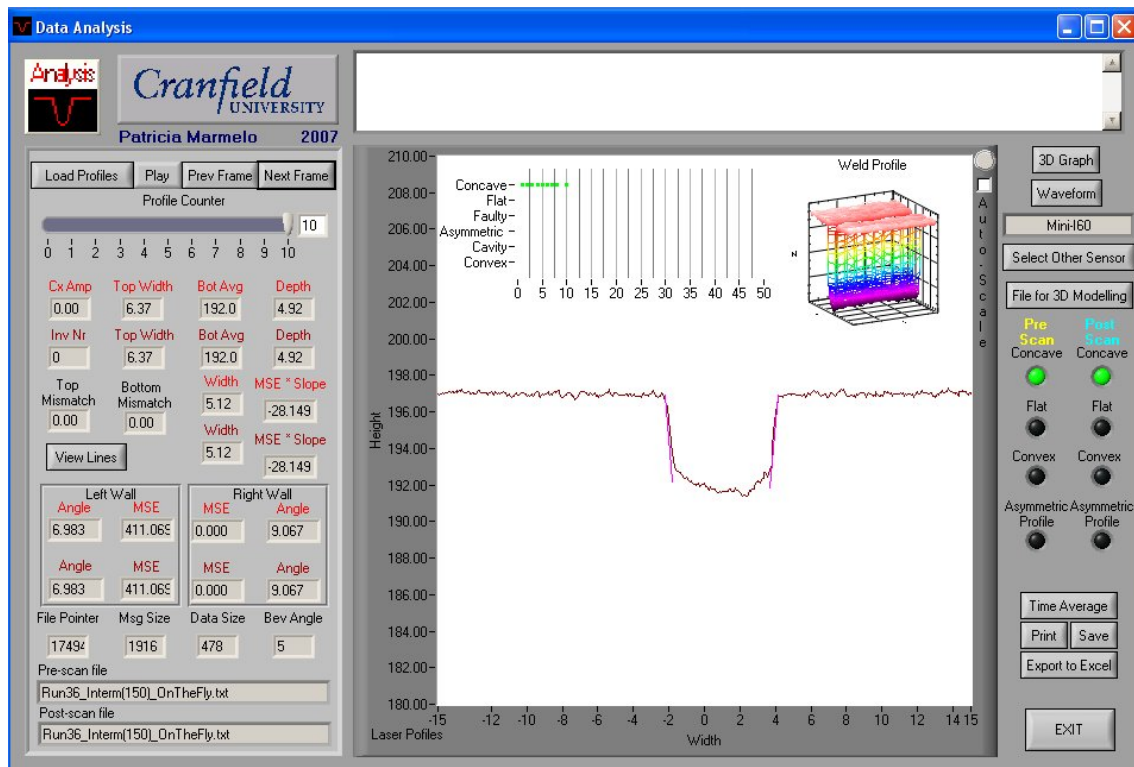 Data Analysis
Analysis
Cranfield
UNIVERSITY
Patricia Marmelo 2007
Load Profiles Play Prev Frame Next Frame
Profile Counter
10
0 1 2 3 4 5 6 7 8 9 10
Cx Amp Top Width Bot Avg Depth
0.00 6.37 192.0 4.92
Inv Nr Top Width Bot Avg Depth
0 6.37 192.0 4.92
Top Mismatch Bottom Mismatch Width MSE * Slope
0.00 0.00 5.12 -28.149
Width MSE * Slope
5.12 -28.149
View Lines
Left Wall Right Wall
Angle MSE MSE Angle
6.983 411.069 0.000 9.067
Angle MSE MSE Angle
6.983 411.069 0.000 9.067
File Pointer Msg Size Data Size Bev Angle
17494 1916 478 5
Pre-scan file
Run36_Interm(150)_OnTheFly.txt
Post-scan file
Run36_Interm(150)_OnTheFly.txt
210.00
208.00
206.00
204.00
202.00
200.00
198.00
196.00
194.00
192.00
190.00
188.00
186.00
184.00
182.00
180.00
Height
-15 -12 -10 -8 -6 -4 -2 0 2 4 6 8 10 12 14 15
Width
Laser Pofiles
Concave
Flat
Faulty
Asymmetric
Cavity
Convex
0 5 10 15 20 25 30 35 40 45 50
Weld Profile
Z
Auto-Scale
3D Graph
Waveform
Mini-I60
Select Other Sensor
File for 3D Modelling
Pre Scan Post Scan
Concave Concave
Flat Flat
Convex Convex
Asymmetric Profile Asymmetric Profile
Time Average
Print Save
Export to Excel
EXIT